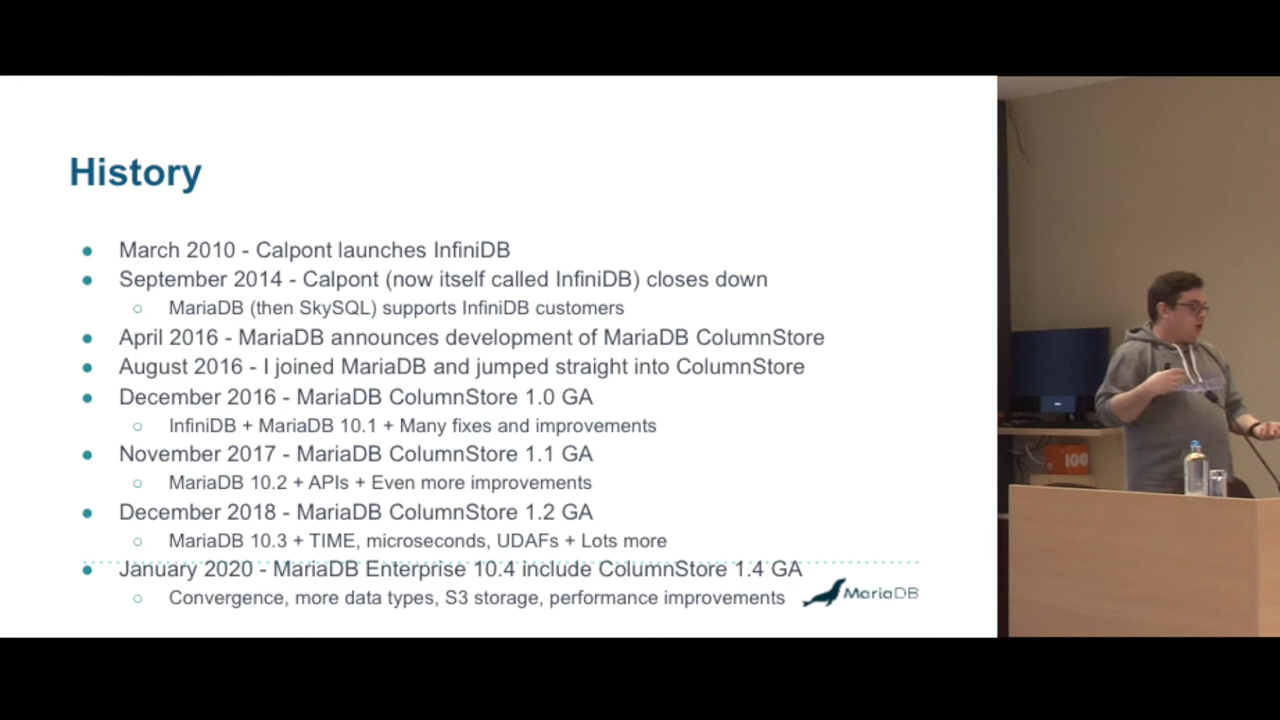 History
● March 2010 - Calpont launches InfiniDB
● September 2014 - Calpont (now itself called InfiniDB) closes down
○ MariaDB (then SkySQL) supports InfiniDB customers
● April 2016 - MariaDB announces development of MariaDB ColumnStore
● August 2016 - I joined MariaDB and jumped straight into ColumnStore
● December 2016 - MariaDB ColumnStore 1.0 GA
○ InfiniDB + MariaDB 10.1 + Many fixes and improvements
● November 2017 - MariaDB ColumnStore 1.1 GA
○ MariaDB 10.2 + APIs + Even more improvements
● December 2018 - MariaDB ColumnStore 1.2 GA
○ MariaDB 10.3 + TIME, microseconds, UDAFs + Lots more
● January 2020 - MariaDB Enterprise 10.4 include ColumnStore 1.4 GA
○ Convergence, more data types, S3 storage, performance improvements
MariaDB
IGG